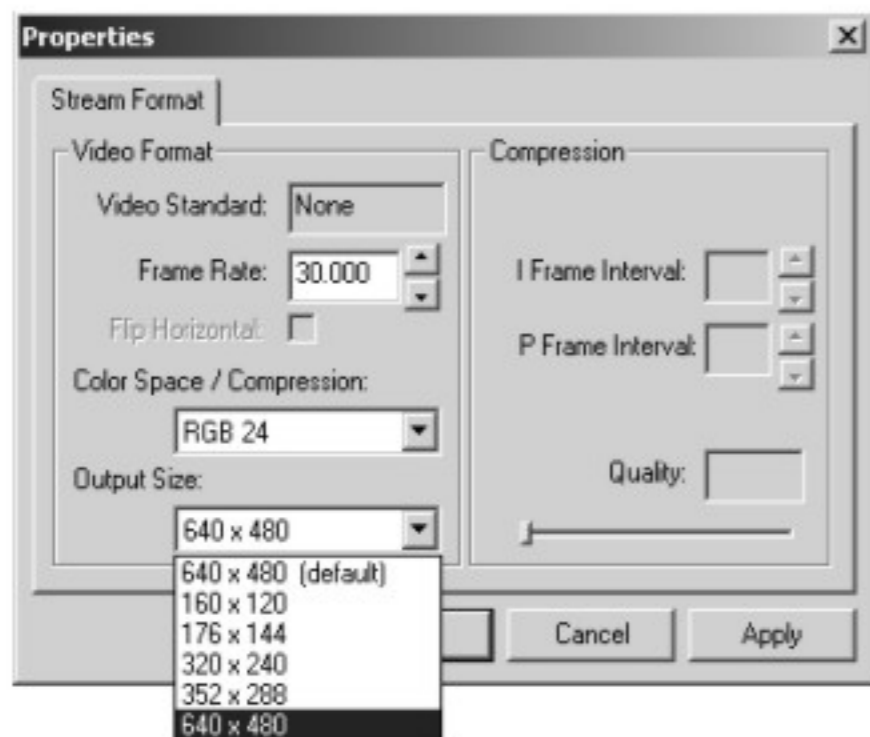 Properties
Stream Format
Video Format
Video Standard: None
Frame Rate: 30.000
Flip Horizontal:
Color Space / Compression:
RGB 24
Output Size:
640 x 480
640 x 480 (default)
160 x 120
176 x 144
320 x 240
352 x 288
640 x 480
Compression
I Frame Interval:
P Frame Interval:
Quality:
Cancel
Apply